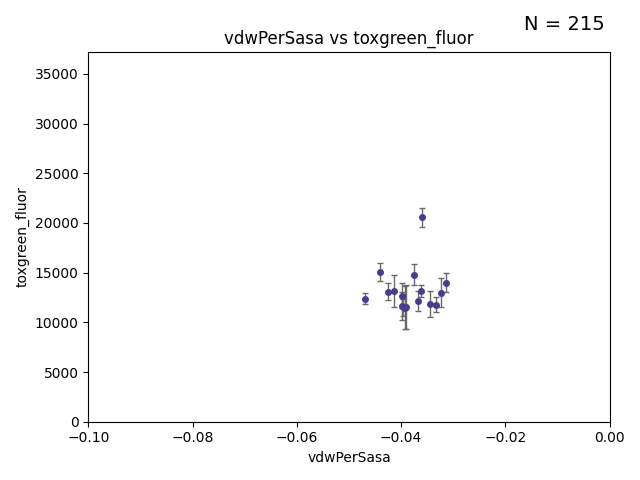 N = 215
vdwPerSasa vs toxgreen_fluor
35000
30000
25000
20000
15000
10000
5000
0
toxgreen_fluor
−0.10 −0.08 −0.06 −0.04 −0.02 0.00
vdwPerSasa